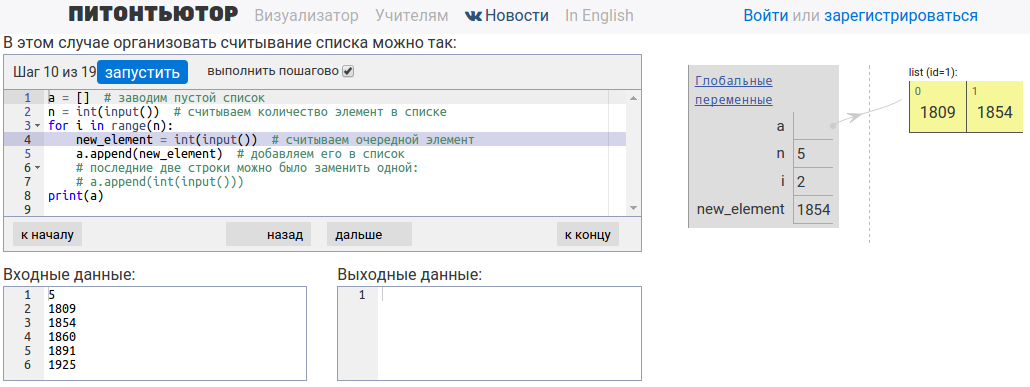 ПИТОНТЬЮТОР Визуализатор Учителям Новости In English Войти или зарегистрироваться
В этом случае организовать считывание списка можно так:
Шаг 10 из 19 запустить выполнить пошагово
1 a = []  # заводим пустой список
2 n = int(input())  # считываем количество элемент в списке
3 for i in range(n):
4     new_element = int(input())  # считываем очередной элемент
5     a.append(new_element)  # добавляем его в список
6     # последние две строки можно было заменить одной:
7     # a.append(int(input()))
8 print(a)
9
к началу назад дальше к концу
Входные данные:
1 5
2 1809
3 1854
4 1860
5 1891
6 1925
Выходные данные:
1
Глобальные
переменные
a
n 5
i 2
new_element 1854
list (id=1):
0 1
1809 1854